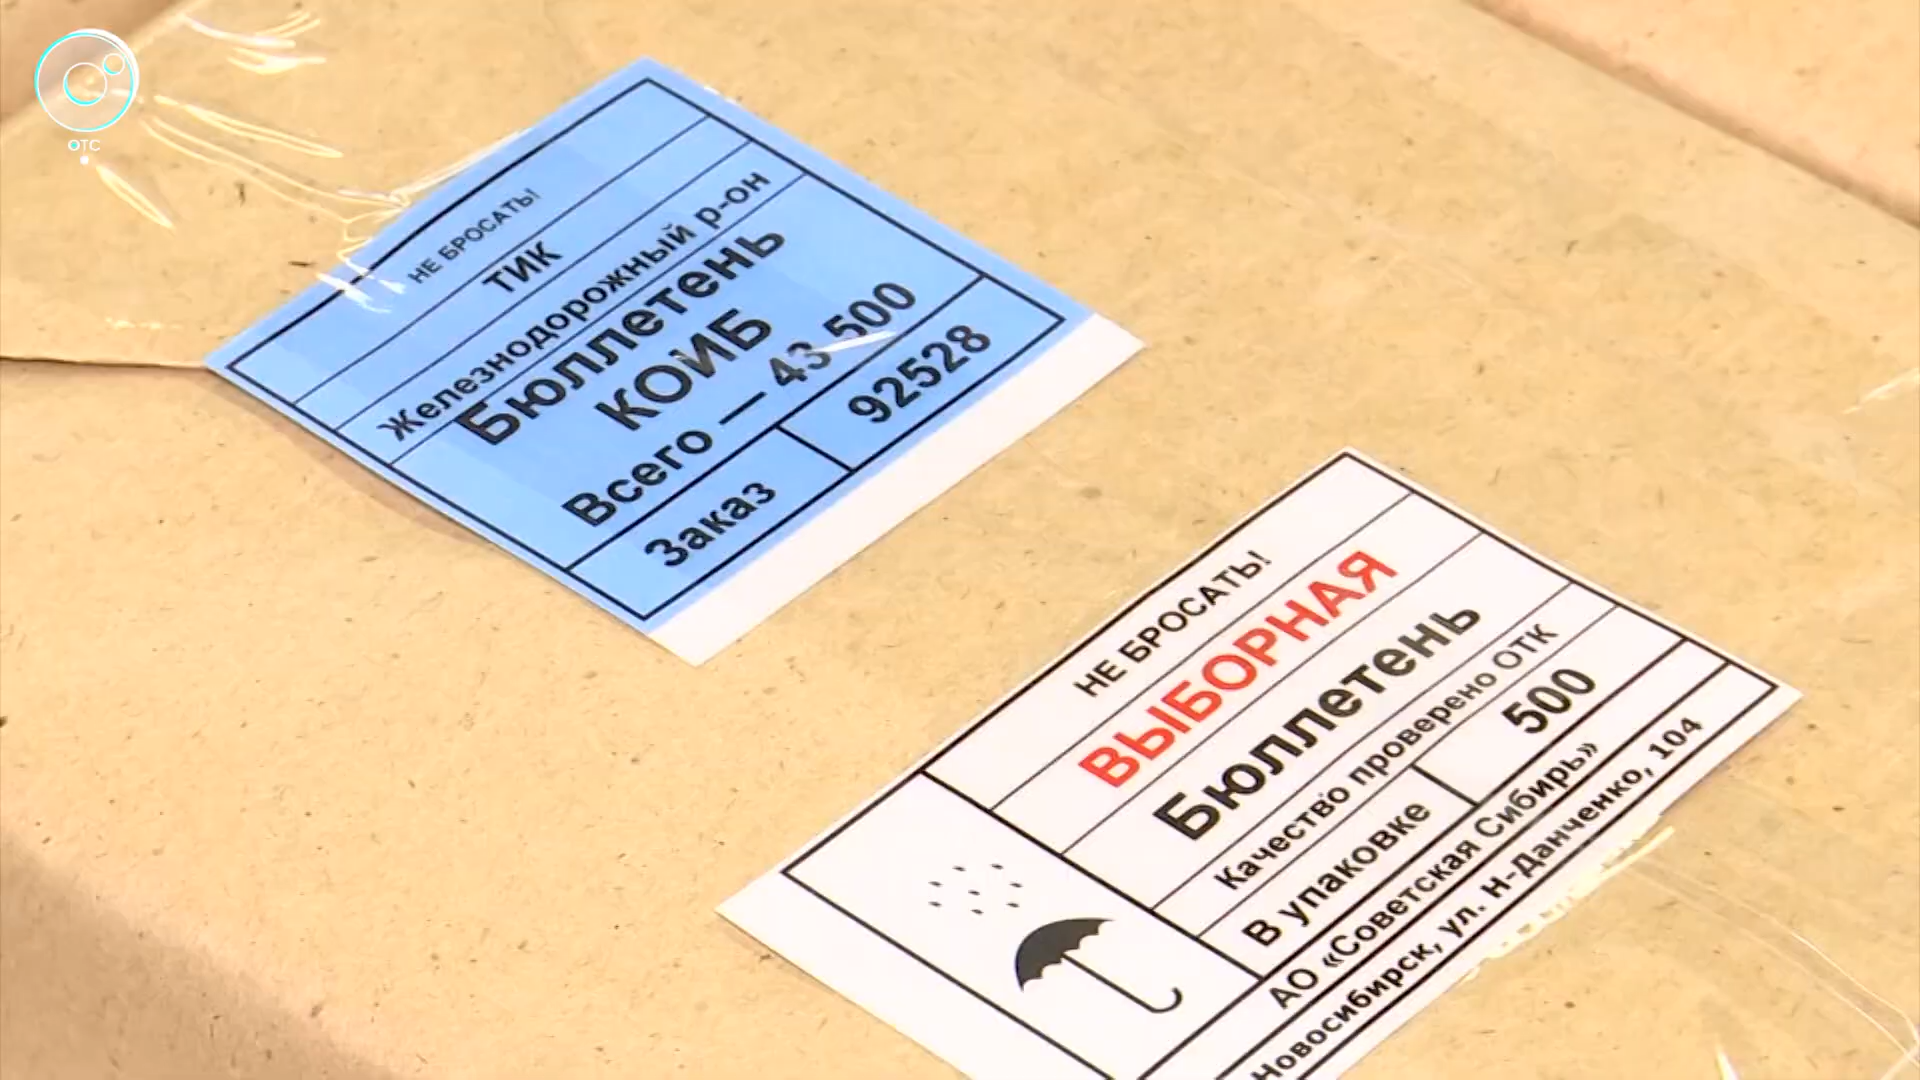 ОТС
НЕ БРОСАТЬ!
ТИК
Железнодорожный р-он
Бюллетень
КОИБ
Всего — 43 500
Заказ 92528
НЕ БРОСАТЬ!
ВЫБОРНАЯ
Бюллетень
Качество проверено ОТК
В упаковке 500
АО «Советская Сибирь»
Новосибирск, ул. Н-Данченко, 104